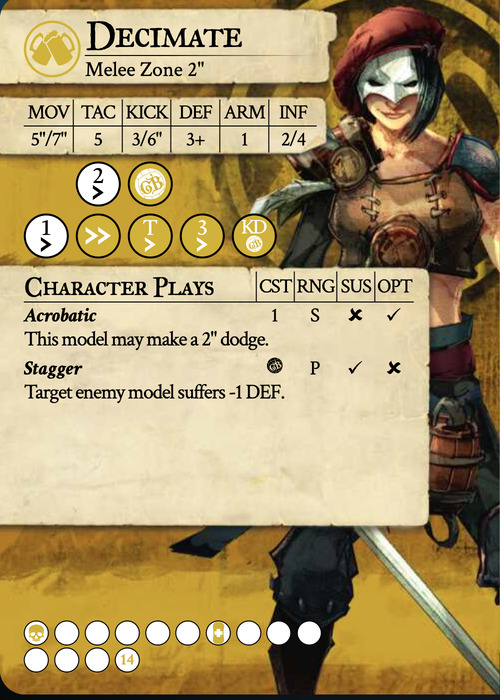 DECIMATE
Melee Zone 2"
MOV TAC KICK DEF ARM INF
5"/7" 5 3/6" 3+ 1 2/4
2 > GB
1 > >> T > 3 > KD GB
CHARACTER PLAYS CST RNG SUS OPT
Acrobatic 1 S ✘ ✓
This model may make a 2" dodge.
Stagger GB P ✓ ✘
Target enemy model suffers -1 DEF.
14